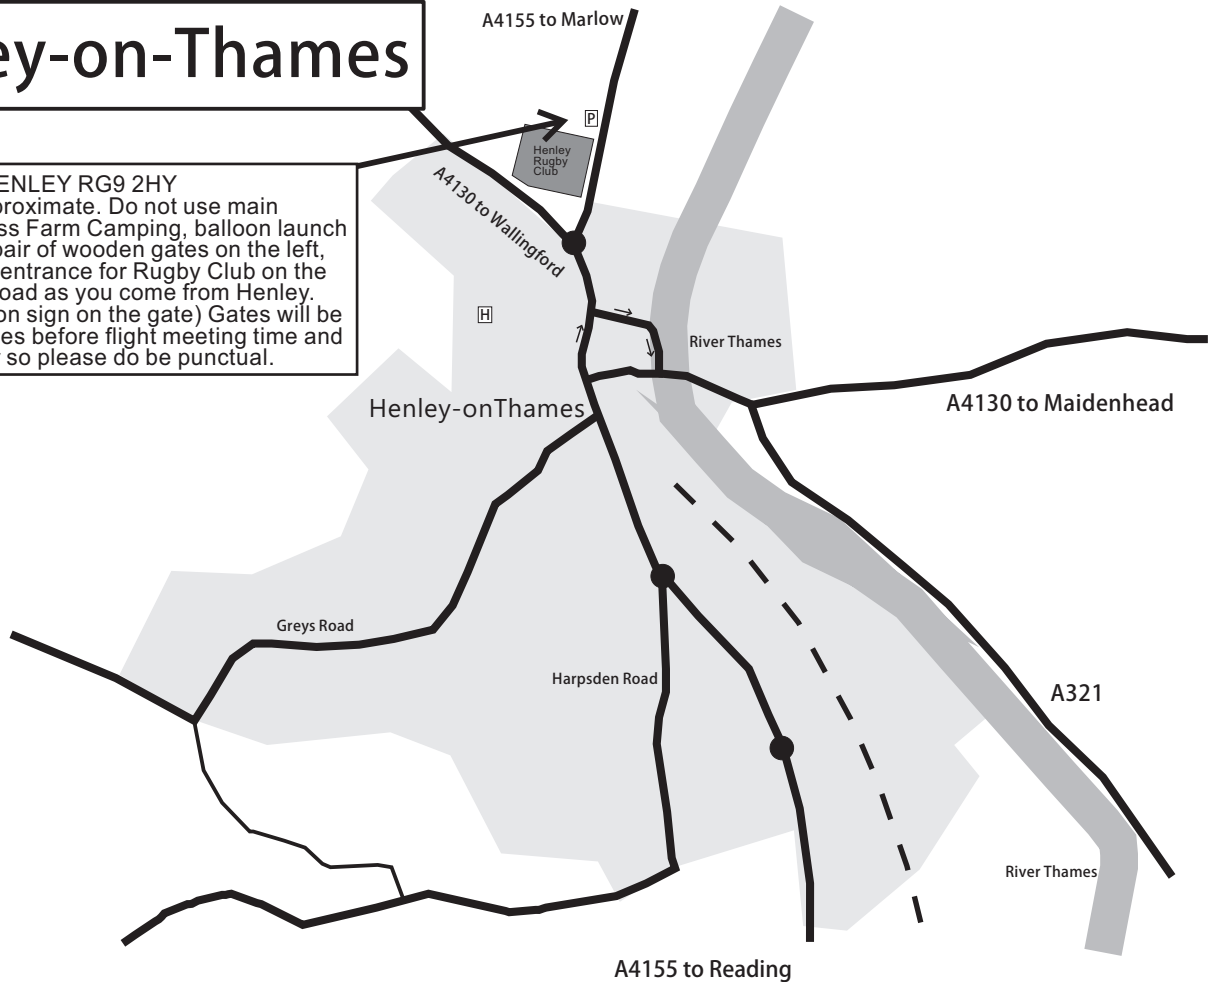 ey-on-Thames
A4155 to Marlow
P
Henley
Rugby
Club
ENLEY RG9 2HY
proximate. Do not use main
ss Farm Camping, balloon launch
pair of wooden gates on the left,
entrance for Rugby Club on the
oad as you come from Henley.
on sign on the gate) Gates will be
es before flight meeting time and
so please do be punctual.
A4130 to Wallingford
H
River Thames
Henley-onThames
A4130 to Maidenhead
Greys Road
Harpsden Road
A321
River Thames
A4155 to Reading